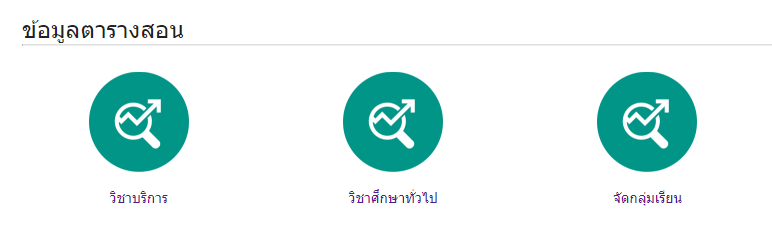 ข้อมูลตารางสอน
วิชาบริการ
วิชาศึกษาทั่วไป
จัดกลุ่มเรียน